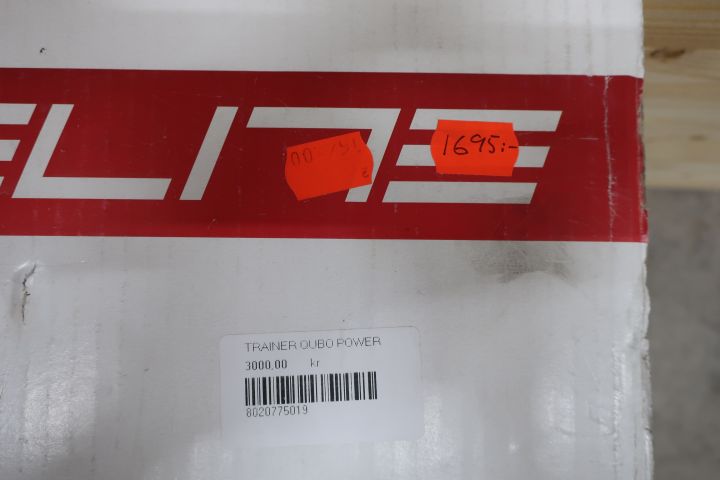 ELITE
1695:-
TRAINER QUBO POWER
3000,00 kr
8020775019